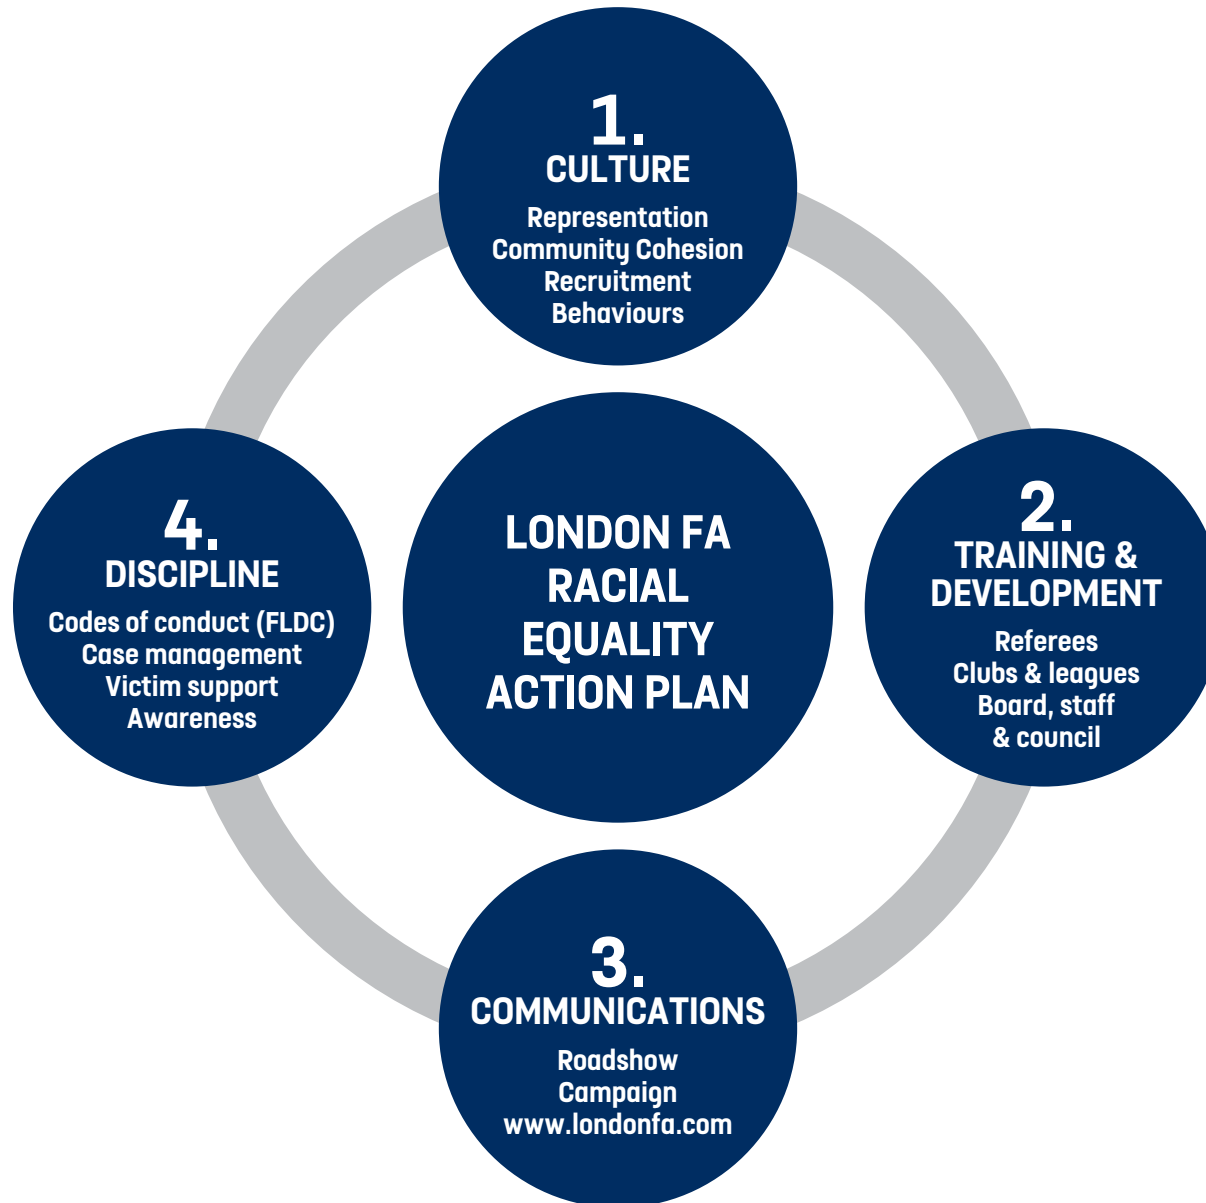 1.
CULTURE
Representation
Community Cohesion
Recruitment
Behaviours
2.
TRAINING &
DEVELOPMENT
Referees
Clubs & leagues
Board, staff
& council
3.
COMMUNICATIONS
Roadshow
Campaign
www.londonfa.com
4.
DISCIPLINE
Codes of conduct (FLDC)
Case management
Victim support
Awareness
LONDON FA
RACIAL
EQUALITY
ACTION PLAN